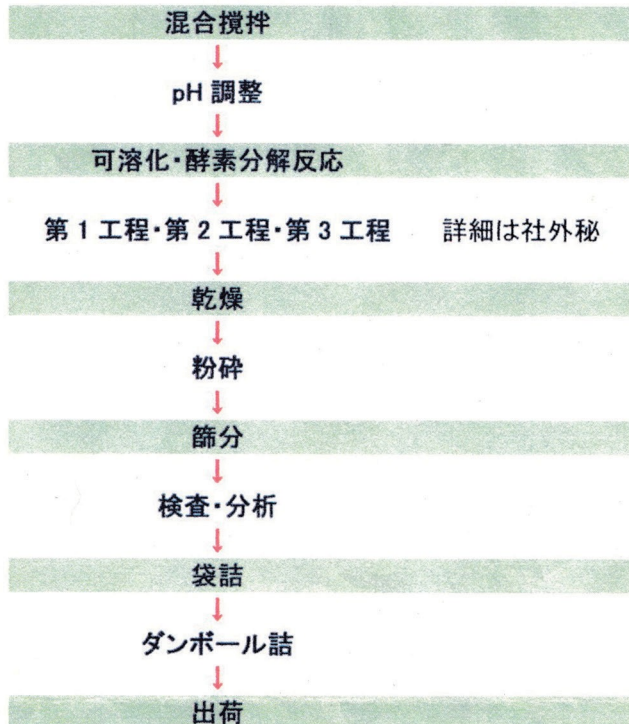 混合撹拌
↓
pH 調整
↓
可溶化・酵素分解反応
↓
第 1 工程・第 2 工程・第 3 工程 詳細は社外秘
↓
乾燥
↓
粉砕
↓
篩分
↓
検査・分析
↓
袋詰
↓
ダンボール詰
↓
出荷